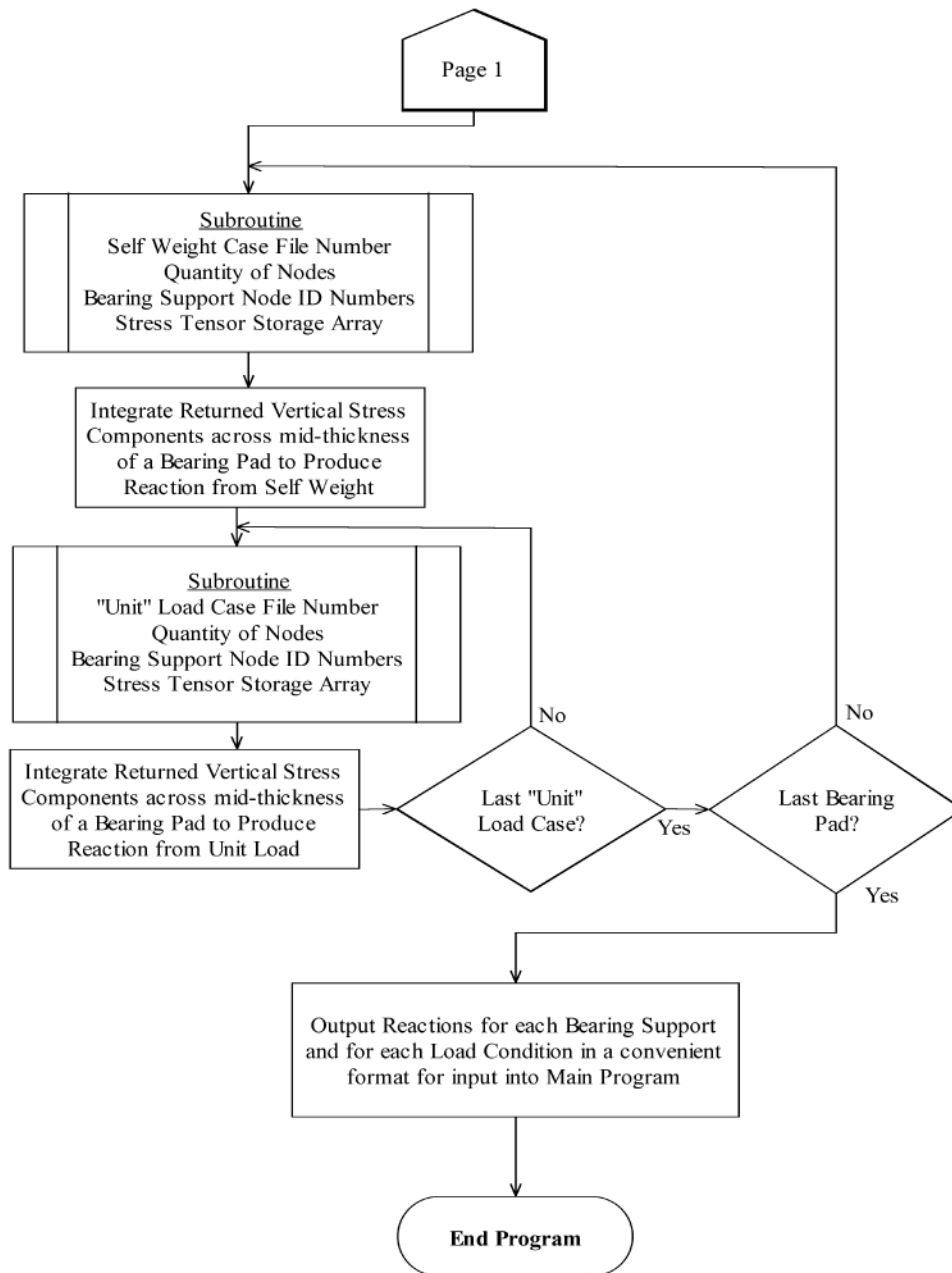 Page 1
Subroutine
Self Weight Case File Number
Quantity of Nodes
Bearing Support Node ID Numbers
Stress Tensor Storage Array
Integrate Returned Vertical Stress
Components across mid-thickness
of a Bearing Pad to Produce
Reaction from Self Weight
Subroutine
"Unit" Load Case File Number
Quantity of Nodes
Bearing Support Node ID Numbers
Stress Tensor Storage Array
Integrate Returned Vertical Stress
Components across mid-thickness
of a Bearing Pad to Produce
Reaction from Unit Load
No
Last "Unit"
Load Case?
Yes
No
Last Bearing
Pad?
Yes
Output Reactions for each Bearing Support
and for each Load Condition in a convenient
format for input into Main Program
End Program